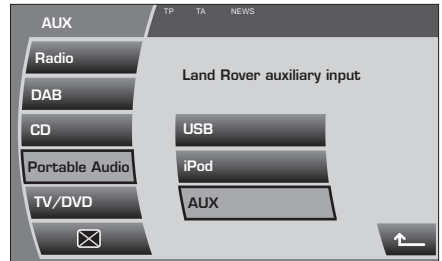 AUX
TP TA NEWS
Radio
DAB
CD
Portable Audio
TV/DVD
Land Rover auxiliary input
USB
iPod
AUX